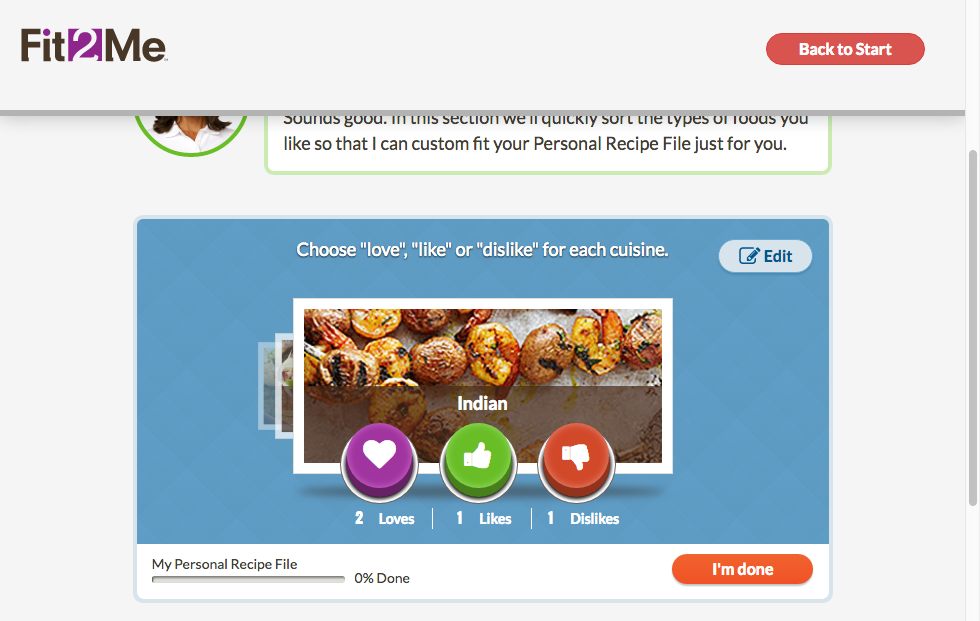 Fit2Me
Back to Start
Sounds good. In this section we'll quickly sort the types of foods you
like so that I can custom fit your Personal Recipe File just for you.
Choose "love", "like" or "dislike" for each cuisine.
Edit
Indian
2 Loves
1 Likes
1 Dislikes
My Personal Recipe File
0% Done
I'm done